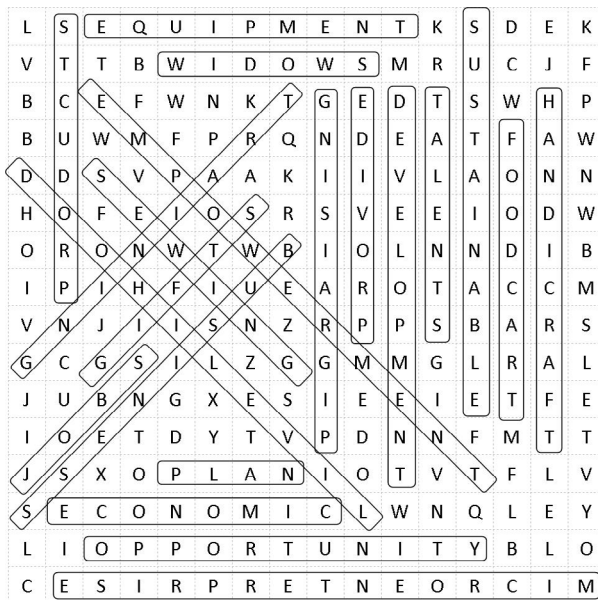 L S E Q U I P M E N T K S D E K
V T T B W I D O W S M R U C J F
B C E F W N K T G E D T S W H P
B U W M F P R Q N D E A T F A W
D D S V P A A K I I V L A O N N
H O F E I O S R S V E E I O D W
O R O N W T W B I O L N N D I B
I P I H F I U E A R O T A C C M
V N J I I S N Z R P P S B A R S
G C G S I L Z G G M M G L R A L
J U B N G X E S I E E I E T F E
I O E T D Y T V P D N N F M T T
J S X O P L A N I O T V T F L V
S E C O N O M I C L W N Q L E Y
L I O P P O R T U N I T Y B L O
C E S I R P R E T N E O R C I M